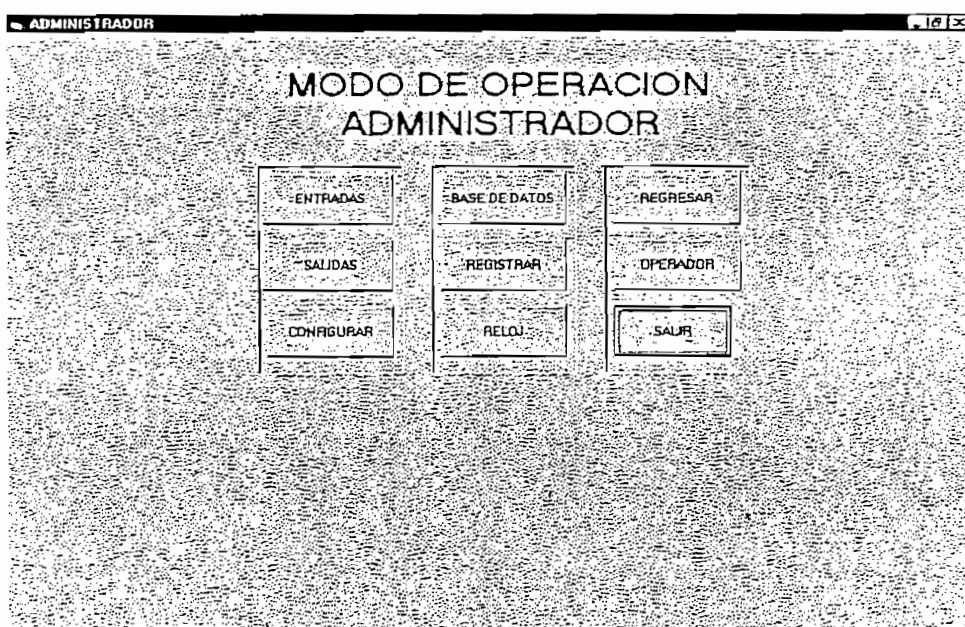 ADMINISTRADOR
MODO DE OPERACION
ADMINISTRADOR
ENTRADAS
BASE DE DATOS
REGRESAR
SALIDAS
REGISTRAR
OPERADOR
CONFIGURAR
RELOJ
SALIR